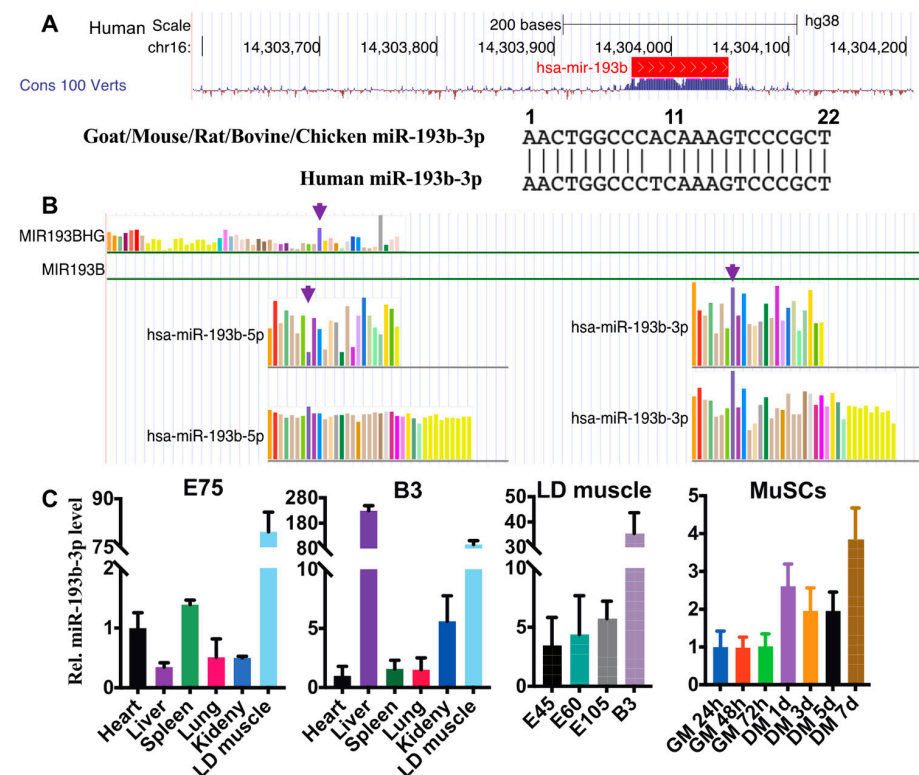 A
Human
Scale
200 bases
hg38
chr16:
14,303,700
14,303,800
14,303,900
14,304,000
14,304,100
14,304,200
hsa-mir-193b
Cons 100 Verts
1 11 22
Goat/Mouse/Rat/Bovine/Chicken miR-193b-3p AACTGGCCCACAAAGTCCCGCT
Human miR-193b-3p AACTGGCCCTCAAAGTCCCGCT
B
MIR193BHG
MIR193B
hsa-miR-193b-5p
hsa-miR-193b-3p
hsa-miR-193b-5p
hsa-miR-193b-3p
C
Rel. miR-193b-3p level
E75
90
75
2
1
0
Heart
Liver
Spleen
Lung
Kideny
LD muscle
B3
280
180
80
10
5
0
Heart
Liver
Spleen
Lung
Kideny
LD muscle
LD muscle
50
40
30
10
5
0
E45
E60
E105
B3
MuSCs
5
4
3
2
1
0
GM 24h
GM 48h
GM 72h
DM 1d
DM 3d
DM 5d
DM 7d